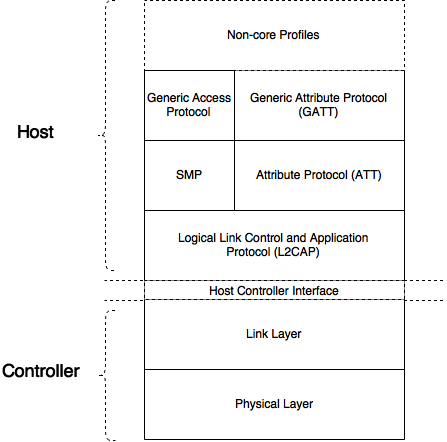 Non-core Profiles
Generic Access
Protocol
Generic Attribute Protocol
(GATT)
Host
SMP
Attribute Protocol (ATT)
Logical Link Control and Application
Protocol (L2CAP)
Host Controller Interface
Link Layer
Controller
Physical Layer